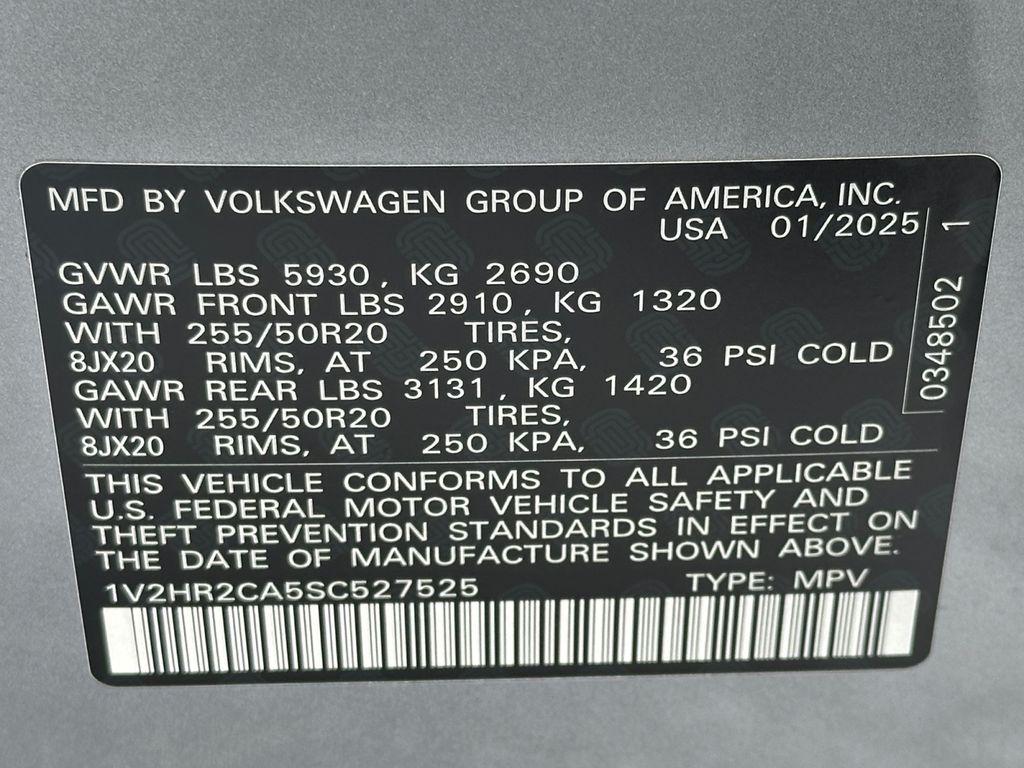 MFD BY VOLKSWAGEN GROUP OF AMERICA, INC.
USA 01/2025
GVWR LBS 5930, KG 2690
GAWR FRONT LBS 2910, KG 1320
WITH 255/50R20 TIRES,
8JX20 RIMS, AT 250 KPA, 36 PSI COLD
GAWR REAR LBS 3131, KG 1420
WITH 255/50R20 TIRES,
8JX20 RIMS, AT 250 KPA, 36 PSI COLD
THIS VEHICLE CONFORMS TO ALL APPLICABLE
U.S. FEDERAL MOTOR VEHICLE SAFETY AND
THEFT PREVENTION STANDARDS IN EFFECT ON
THE DATE OF MANUFACTURE SHOWN ABOVE.
1V2HR2CA5SC527525 TYPE: MPV
0348502 1